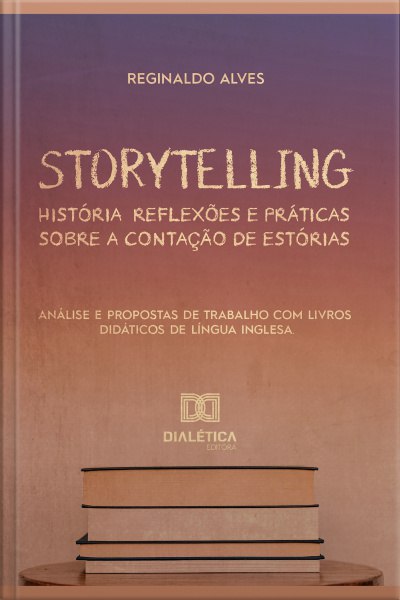 REGINALDO ALVES
STORYTELLING
HISTÓRIA REFLEXÕES E PRÁTICAS
SOBRE A CONTAÇÃO DE ESTÓRIAS
ANÁLISE E PROPOSTAS DE TRABALHO COM LIVROS
DIDÁTICOS DE LÍNGUA INGLESA.
DIALÉTICA
EDITORA